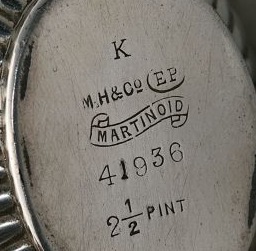 K
M.H&Co EP
MARTINOID
41936
2 1/2 PINT